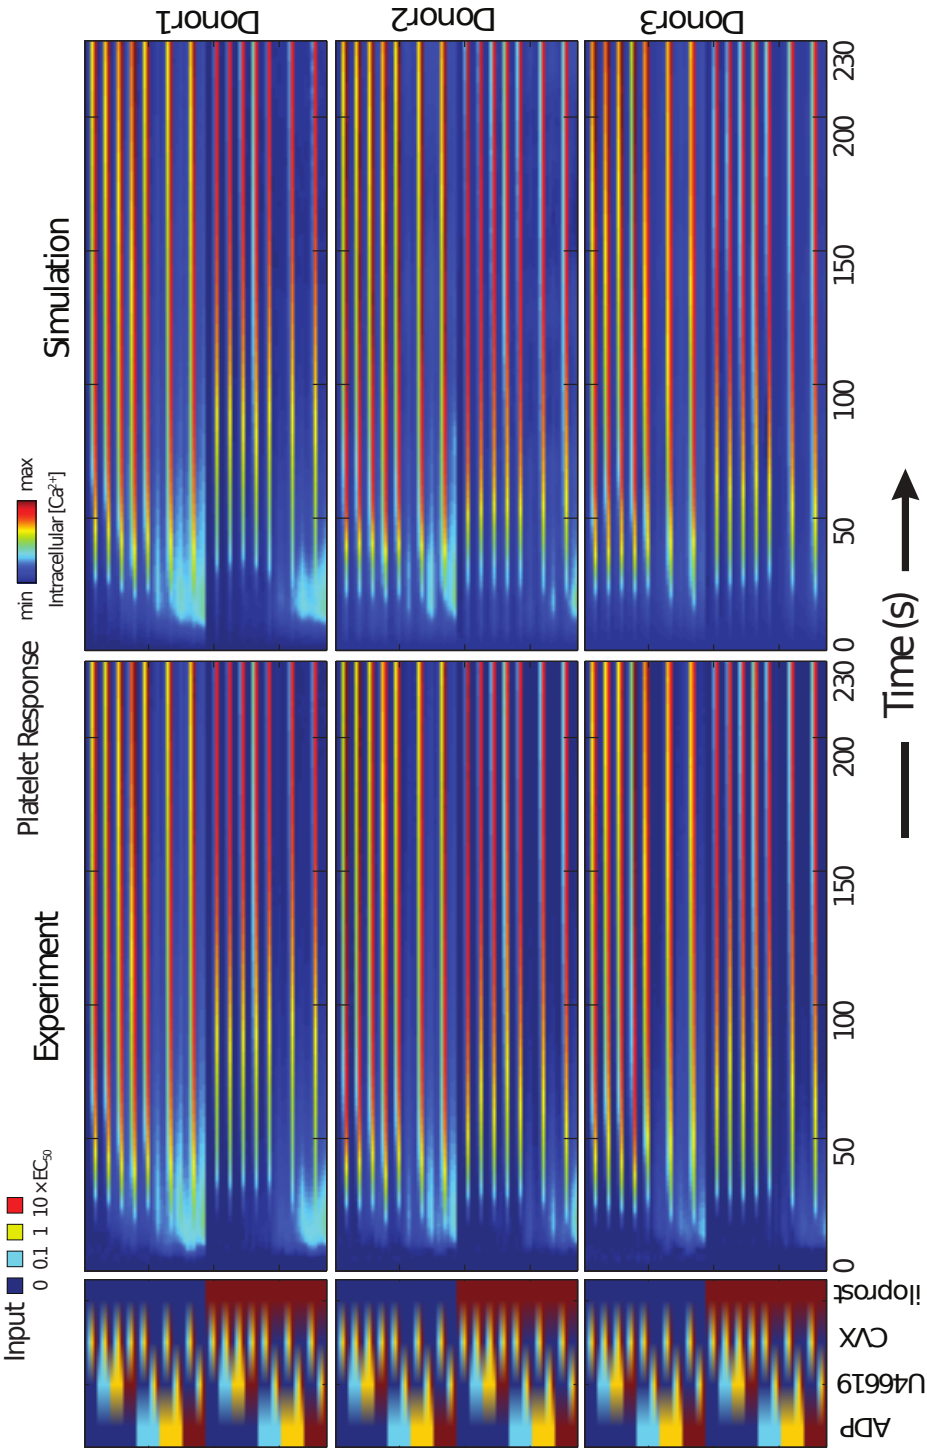 Input
0 0.1 1 10 ×EC50
Platelet Response
min max
Intracellular [Ca2+]
Experiment
Simulation
Donor1
Donor2
Donor3
0 50 100 150 200 230
0 50 100 150 200 230
ADP
U46619
CVX
iloprost
Time (s)